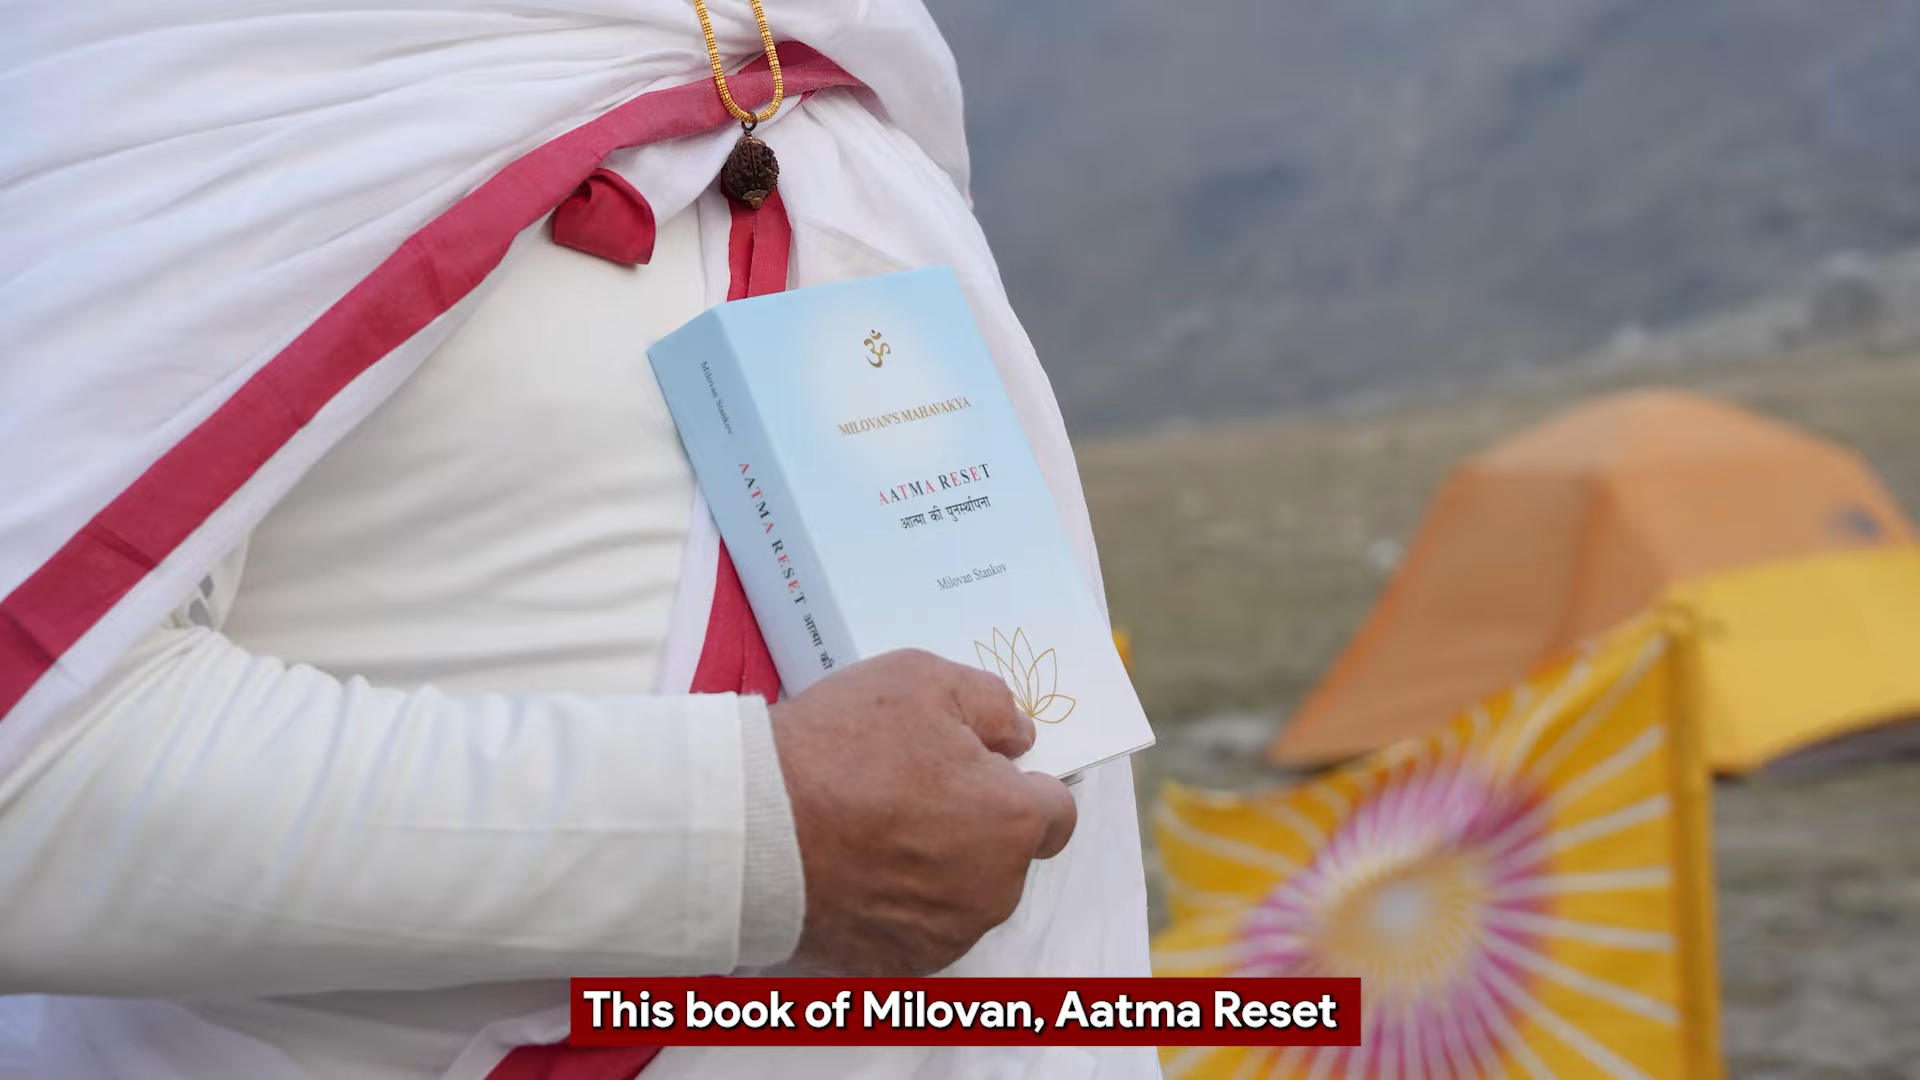 ॐ
MILOVAN'S MAHAVAKYA
AATMA RESET
आत्मा की पुनर्स्थापना
Milovan Stankov
Milovan Stankov
AATMA RESET आत्मा की
This book of Milovan, Aatma Reset